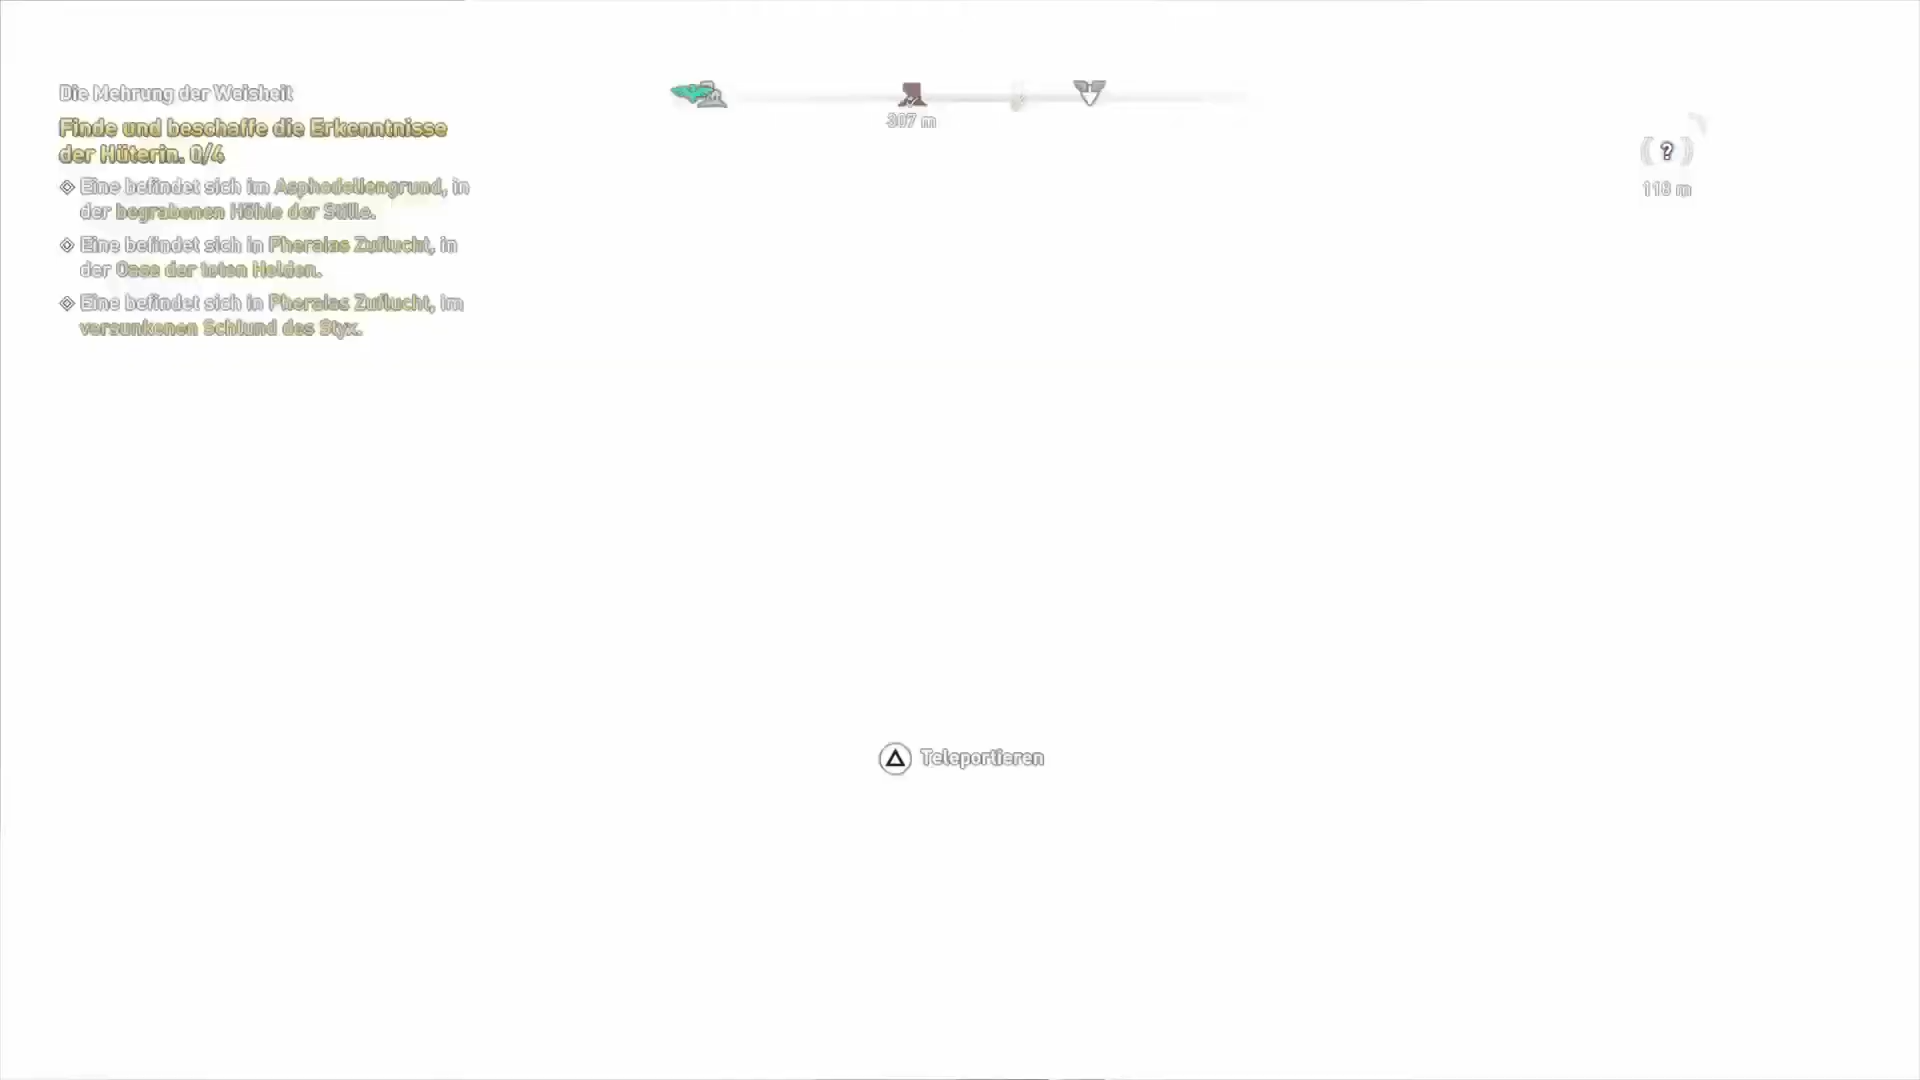 Die Mehrung der Weisheit
Finde und beschaffe die Erkenntnisse
der Hüterin. 0/4
Eine befindet sich im Asphodeliengrund, in
der begrabenen Höhle der Stille.
Eine befindet sich in Pheraias Zuflucht, in
der Oase der toten Helden.
Eine befindet sich in Pheraias Zuflucht, im
versunkenen Schlund des Styx.
307 m
?
118 m
Teleportieren